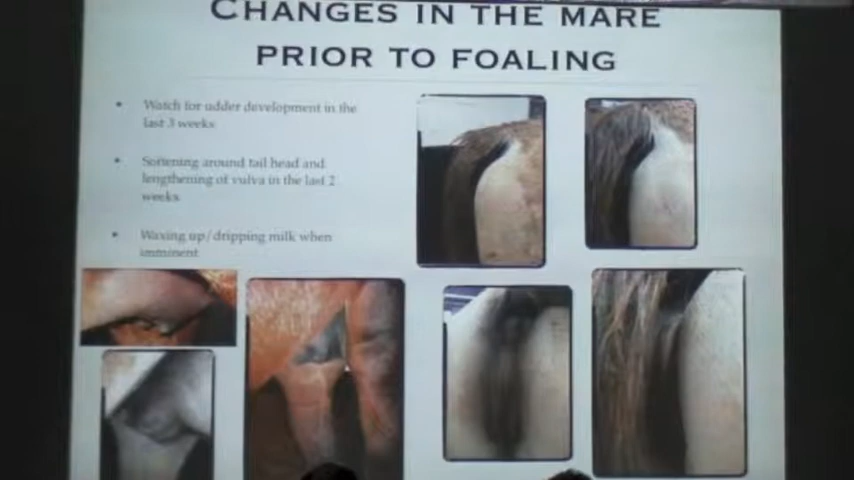 CHANGES IN THE MARE
PRIOR TO FOALING
• Watch for udder development in the
last 3 weeks
• Softening around tail head and
lengthening of vulva in the last 2
weeks
• Waxing up/dripping milk when
imminent